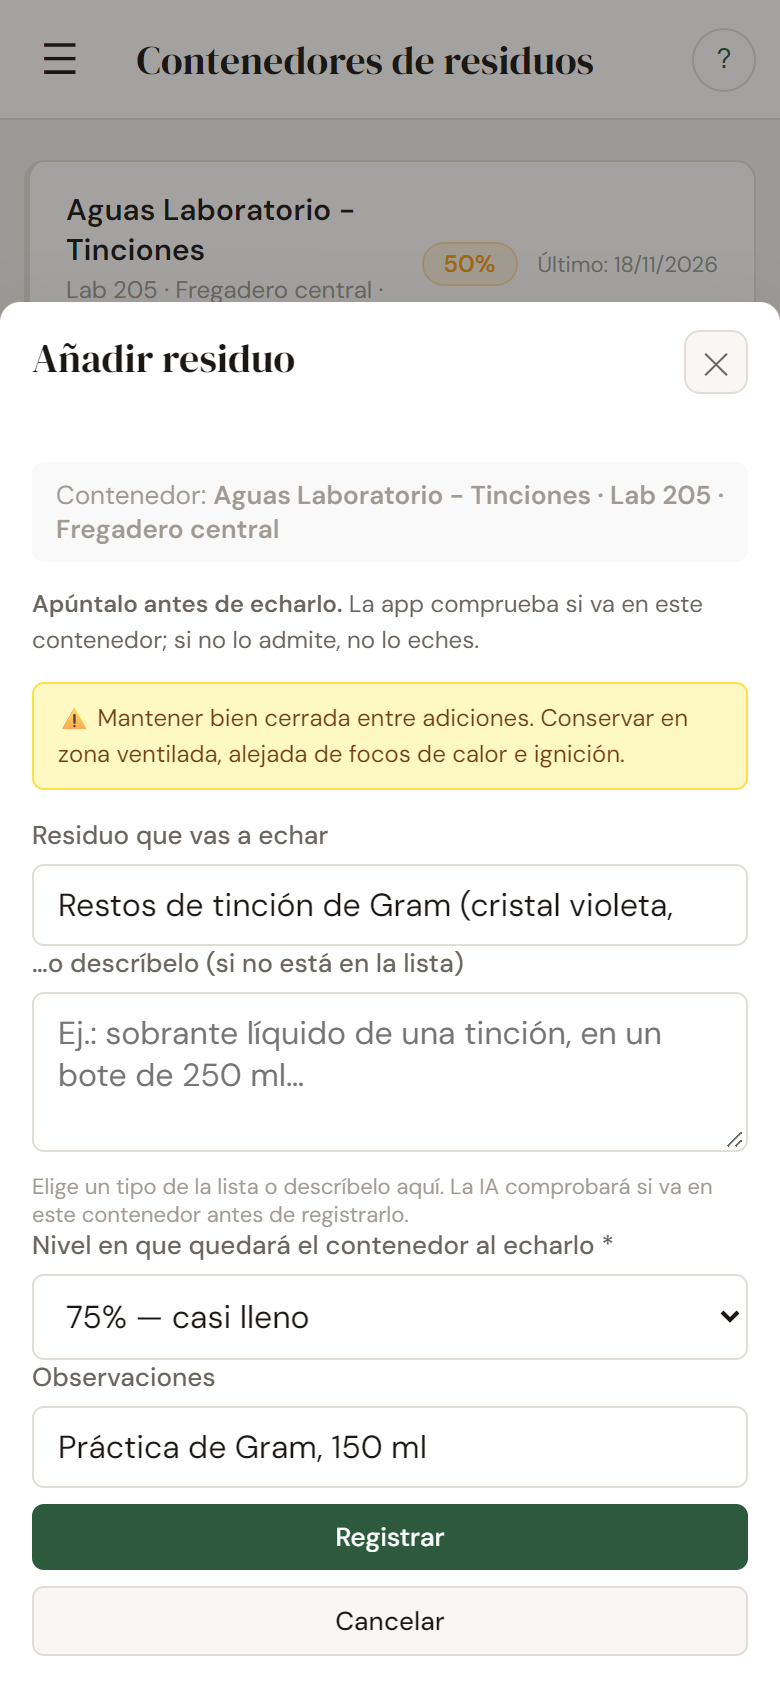 ☰ Contenedores de residuos ?
Aguas Laboratorio -
Tinciones
50% Último: 18/11/2026
Lab 205 · Fregadero central ·
Añadir residuo
Contenedor: Aguas Laboratorio - Tinciones · Lab 205 ·
Fregadero central
Apúntalo antes de echarlo. La app comprueba si va en este
contenedor; si no lo admite, no lo eches.
⚠️ Mantener bien cerrada entre adiciones. Conservar en
zona ventilada, alejada de focos de calor e ignición.
Residuo que vas a echar
Restos de tinción de Gram (cristal violeta,
...o descríbelo (si no está en la lista)
Ej.: sobrante líquido de una tinción, en un
bote de 250 ml...
Elige un tipo de la lista o descríbelo aquí. La IA comprobará si va en
este contenedor antes de registrarlo.
Nivel en que quedará el contenedor al echarlo *
75% — casi lleno
Observaciones
Práctica de Gram, 150 ml
Registrar
Cancelar